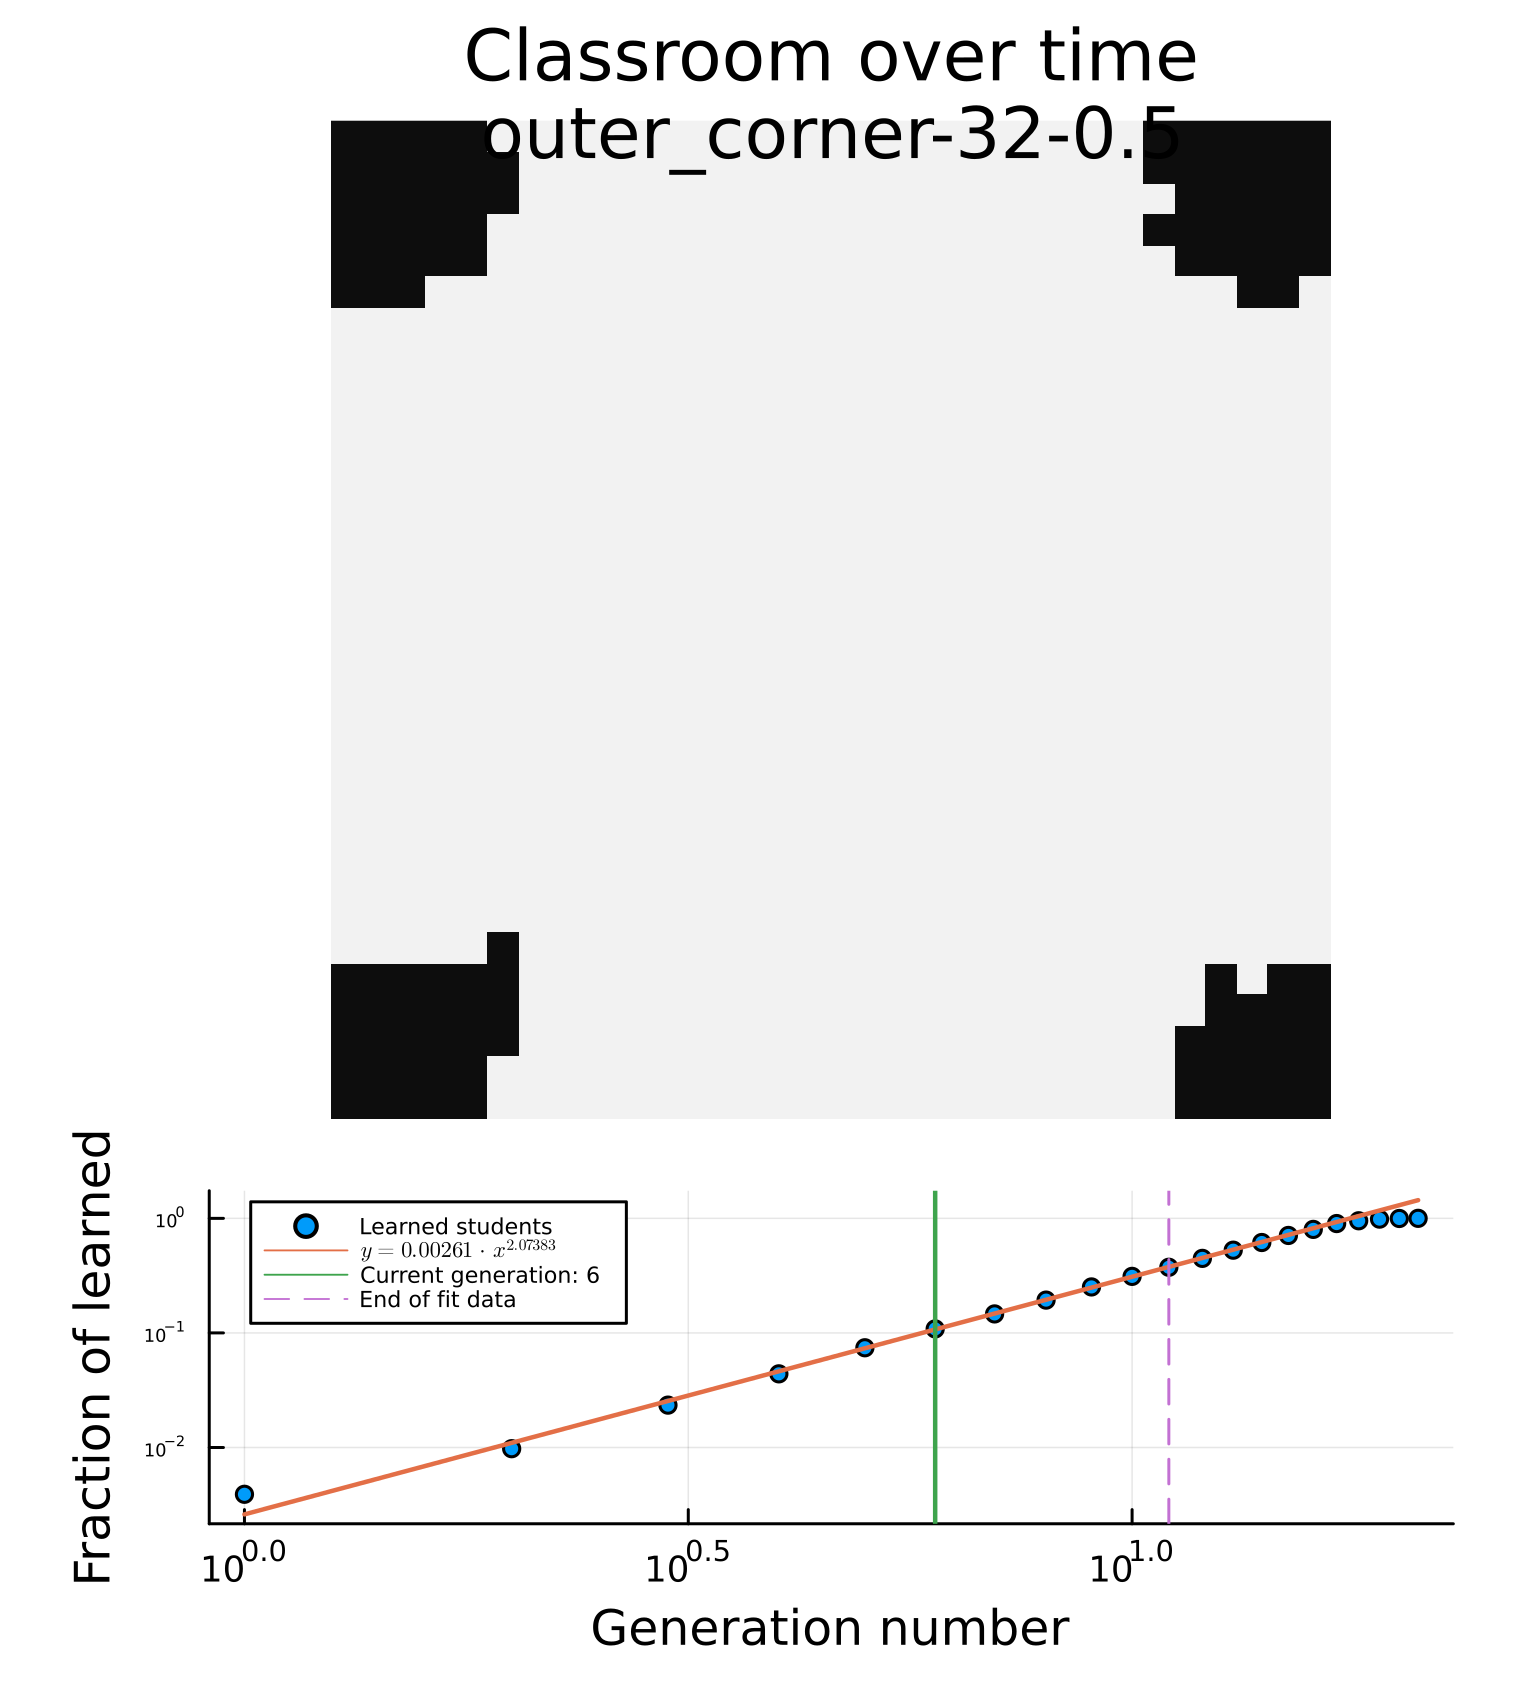 Classroom over time
outer_corner-32-0.5
Fraction of learned
10⁰
10⁻¹
10⁻²
Learned students
y = 0.00261 · x^{2.07383}
Current generation: 6
End of fit data
10^{0.0}
10^{0.5}
10^{1.0}
Generation number